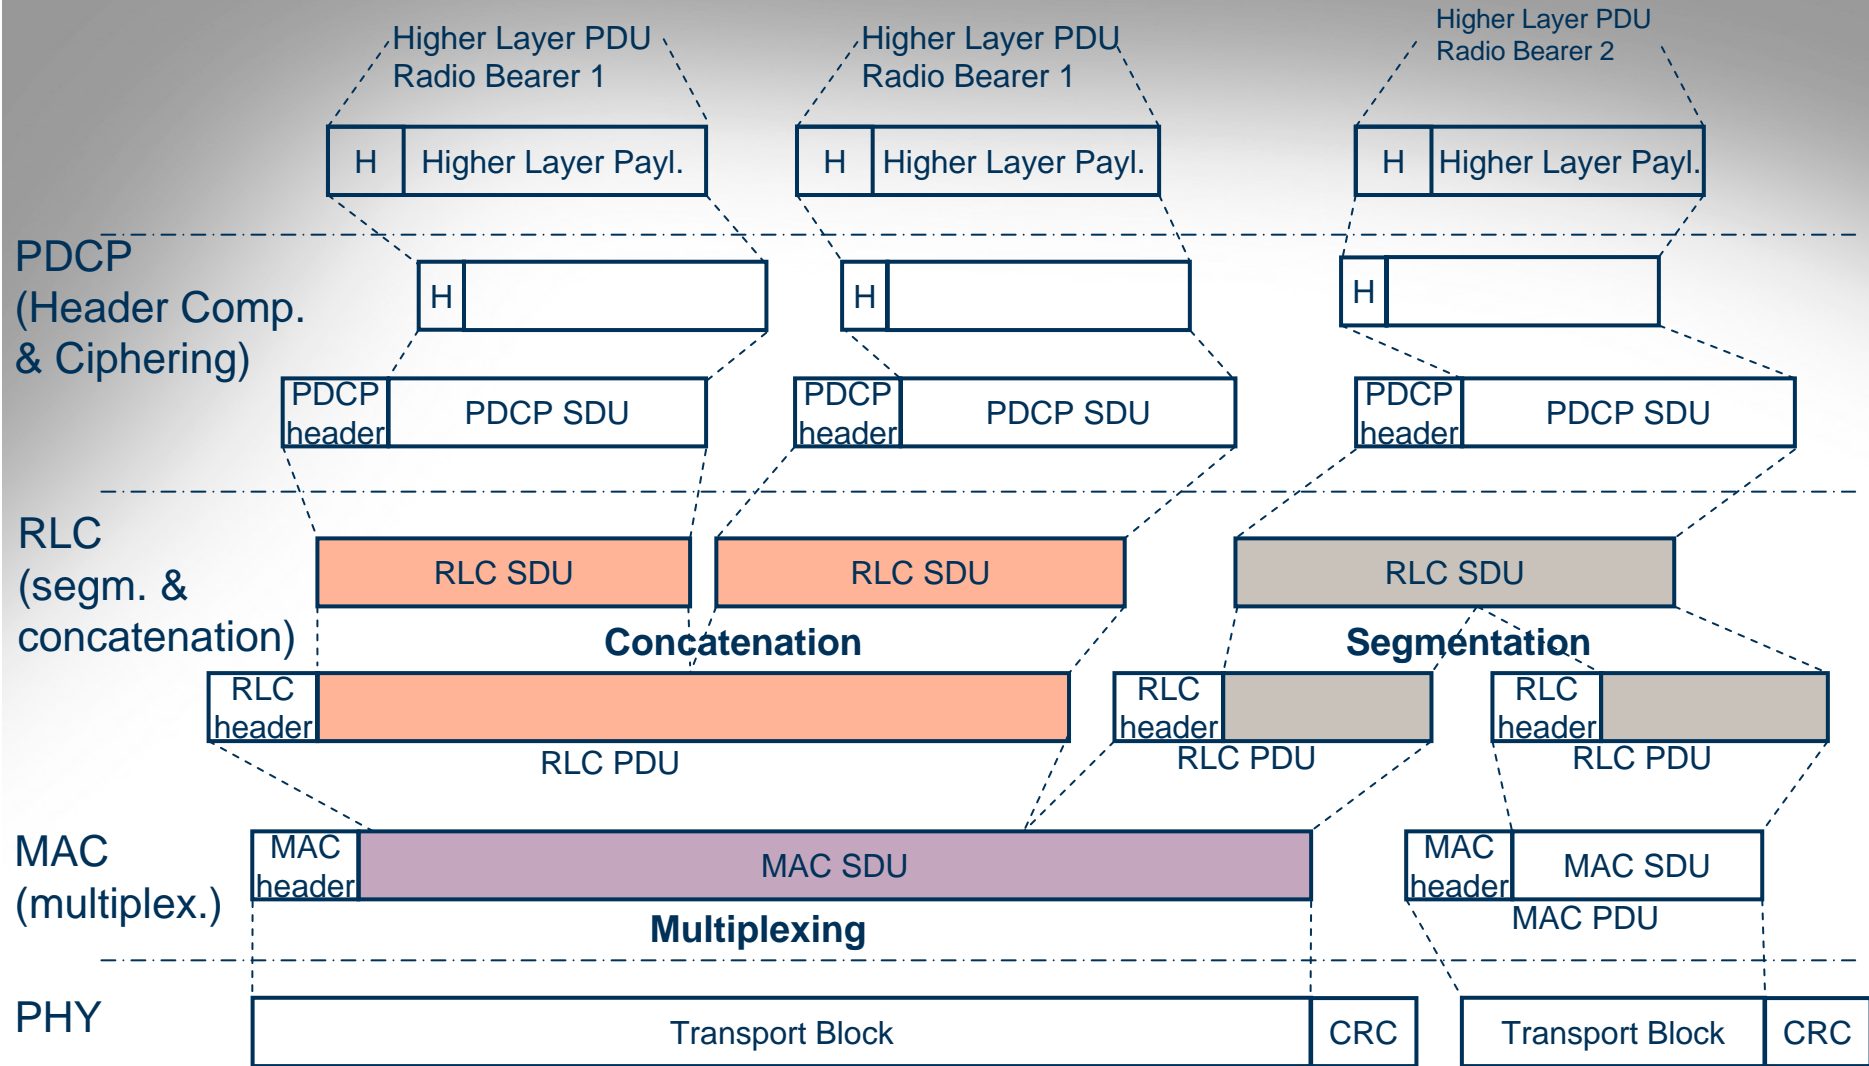 Higher Layer PDU
Radio Bearer 1
Higher Layer PDU
Radio Bearer 1
Higher Layer PDU
Radio Bearer 2
H
Higher Layer Payl.
H
Higher Layer Payl.
H
Higher Layer Payl.
PDCP
(Header Comp.
& Ciphering)
H
H
H
PDCP
header
PDCP SDU
PDCP
header
PDCP SDU
PDCP
header
PDCP SDU
RLC
(segm. &
concatenation)
RLC SDU
RLC SDU
RLC SDU
Concatenation
Segmentation
RLC
header
RLC PDU
RLC
header
RLC PDU
RLC
header
RLC PDU
MAC
(multiplex.)
MAC
header
MAC SDU
MAC
header
MAC SDU
MAC PDU
Multiplexing
PHY
Transport Block
CRC
Transport Block
CRC